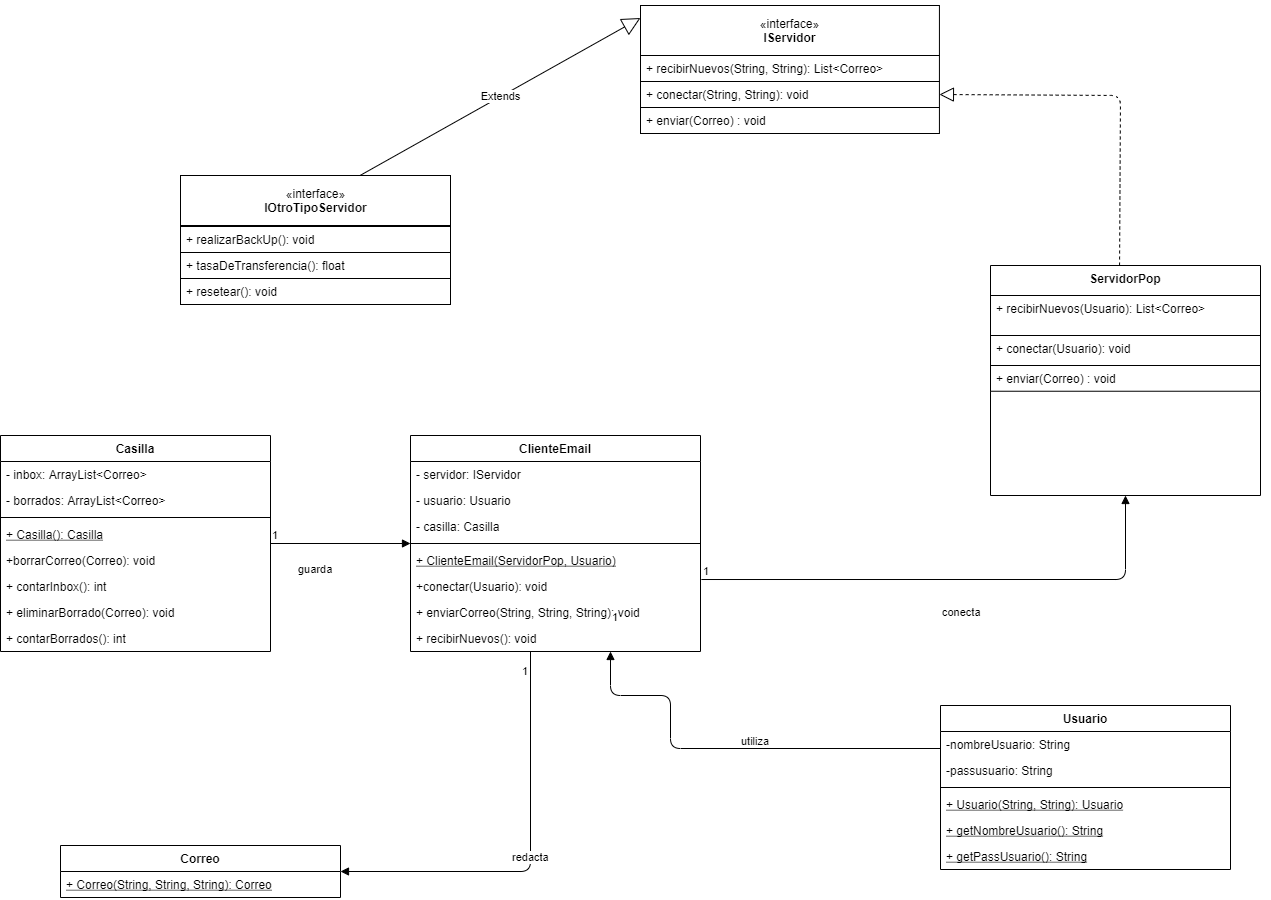 «interface»
IServidor
+ recibirNuevos(String, String): List<Correo>
+ conectar(String, String): void
+ enviar(Correo) : void
Extends
«interface»
IOtroTipoServidor
+ realizarBackUp(): void
+ tasaDeTransferencia(): float
+ resetear(): void
ServidorPop
+ recibirNuevos(Usuario): List<Correo>
+ conectar(Usuario): void
+ enviar(Correo) : void
Casilla
- inbox: ArrayList<Correo>
- borrados: ArrayList<Correo>
+ Casilla(): Casilla
+borrarCorreo(Correo): void
+ contarInbox(): int
+ eliminarBorrado(Correo): void
+ contarBorrados(): int
1
guarda
ClienteEmail
- servidor: IServidor
- usuario: Usuario
- casilla: Casilla
+ ClienteEmail(ServidorPop, Usuario)
+conectar(Usuario): void
+ enviarCorreo(String, String, String): void
+ recibirNuevos(): void
1
1
conecta
1
utiliza
Usuario
-nombreUsuario: String
-passusuario: String
+ Usuario(String, String): Usuario
+ getNombreUsuario(): String
+ getPassUsuario(): String
redacta
Correo
+ Correo(String, String, String): Correo